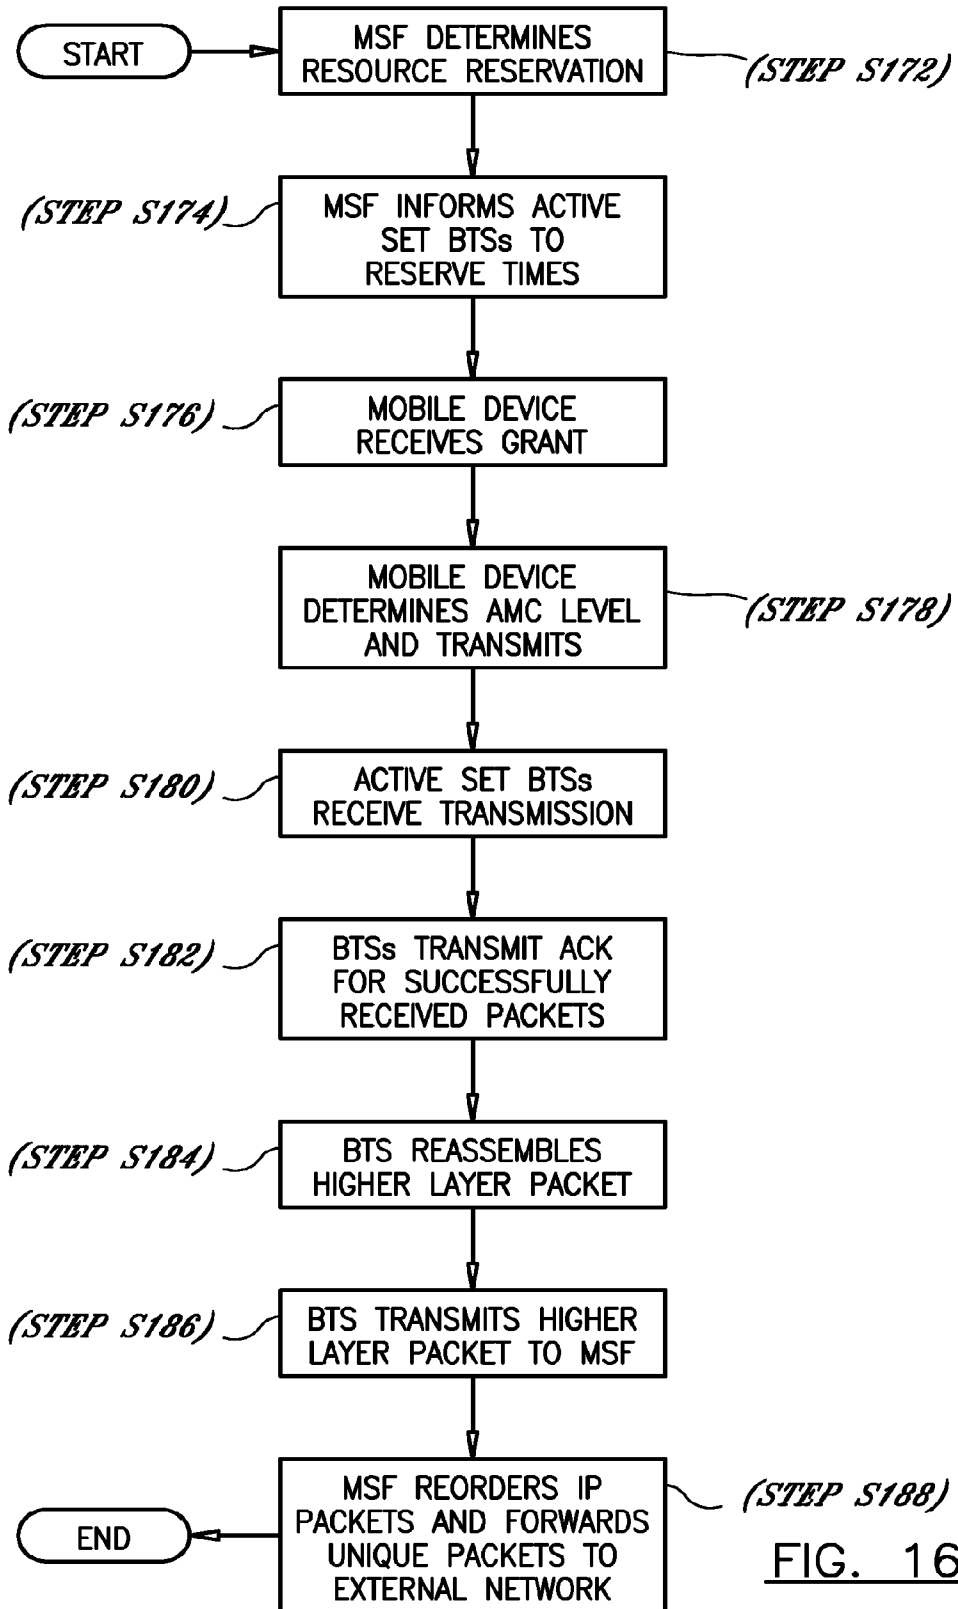 START
MSF DETERMINES
RESOURCE RESERVATION
(STEP S172)
(STEP S174)
MSF INFORMS ACTIVE
SET BTSs TO
RESERVE TIMES
(STEP S176)
MOBILE DEVICE
RECEIVES GRANT
MOBILE DEVICE
DETERMINES AMC LEVEL
AND TRANSMITS
(STEP S178)
(STEP S180)
ACTIVE SET BTSs
RECEIVE TRANSMISSION
(STEP S182)
BTSs TRANSMIT ACK
FOR SUCCESSFULLY
RECEIVED PACKETS
(STEP S184)
BTS REASSEMBLES
HIGHER LAYER PACKET
(STEP S186)
BTS TRANSMITS HIGHER
LAYER PACKET TO MSF
MSF REORDERS IP
PACKETS AND FORWARDS
UNIQUE PACKETS TO
EXTERNAL NETWORK
(STEP S188)
END
FIG. 16